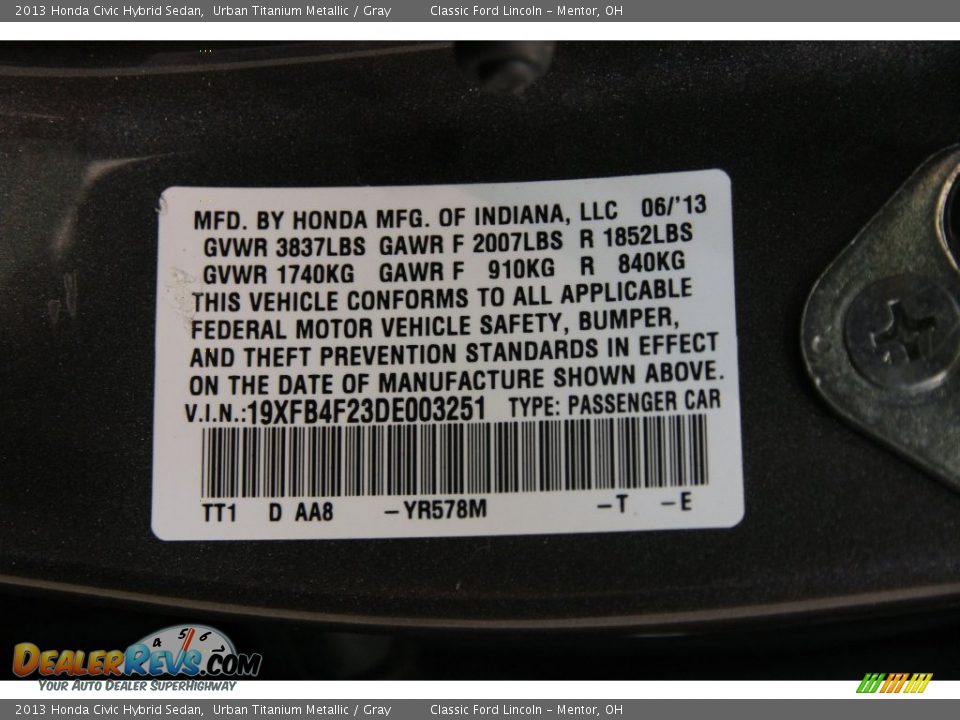 2013 Honda Civic Hybrid Sedan, Urban Titanium Metallic / Gray Classic Ford Lincoln - Mentor, OH
MFD. BY HONDA MFG. OF INDIANA, LLC 06/'13
GVWR 3837LBS GAWR F 2007LBS R 1852LBS
GVWR 1740KG GAWR F 910KG R 840KG
THIS VEHICLE CONFORMS TO ALL APPLICABLE
FEDERAL MOTOR VEHICLE SAFETY, BUMPER,
AND THEFT PREVENTION STANDARDS IN EFFECT
ON THE DATE OF MANUFACTURE SHOWN ABOVE.
V.I.N.:19XFB4F23DE003251 TYPE: PASSENGER CAR
TT1 D AA8 -YR578M -T -E
4 5 6
DEALERREVS.COM
YOUR AUTO DEALER SUPERHIGHWAY
2013 Honda Civic Hybrid Sedan, Urban Titanium Metallic / Gray Classic Ford Lincoln - Mentor, OH